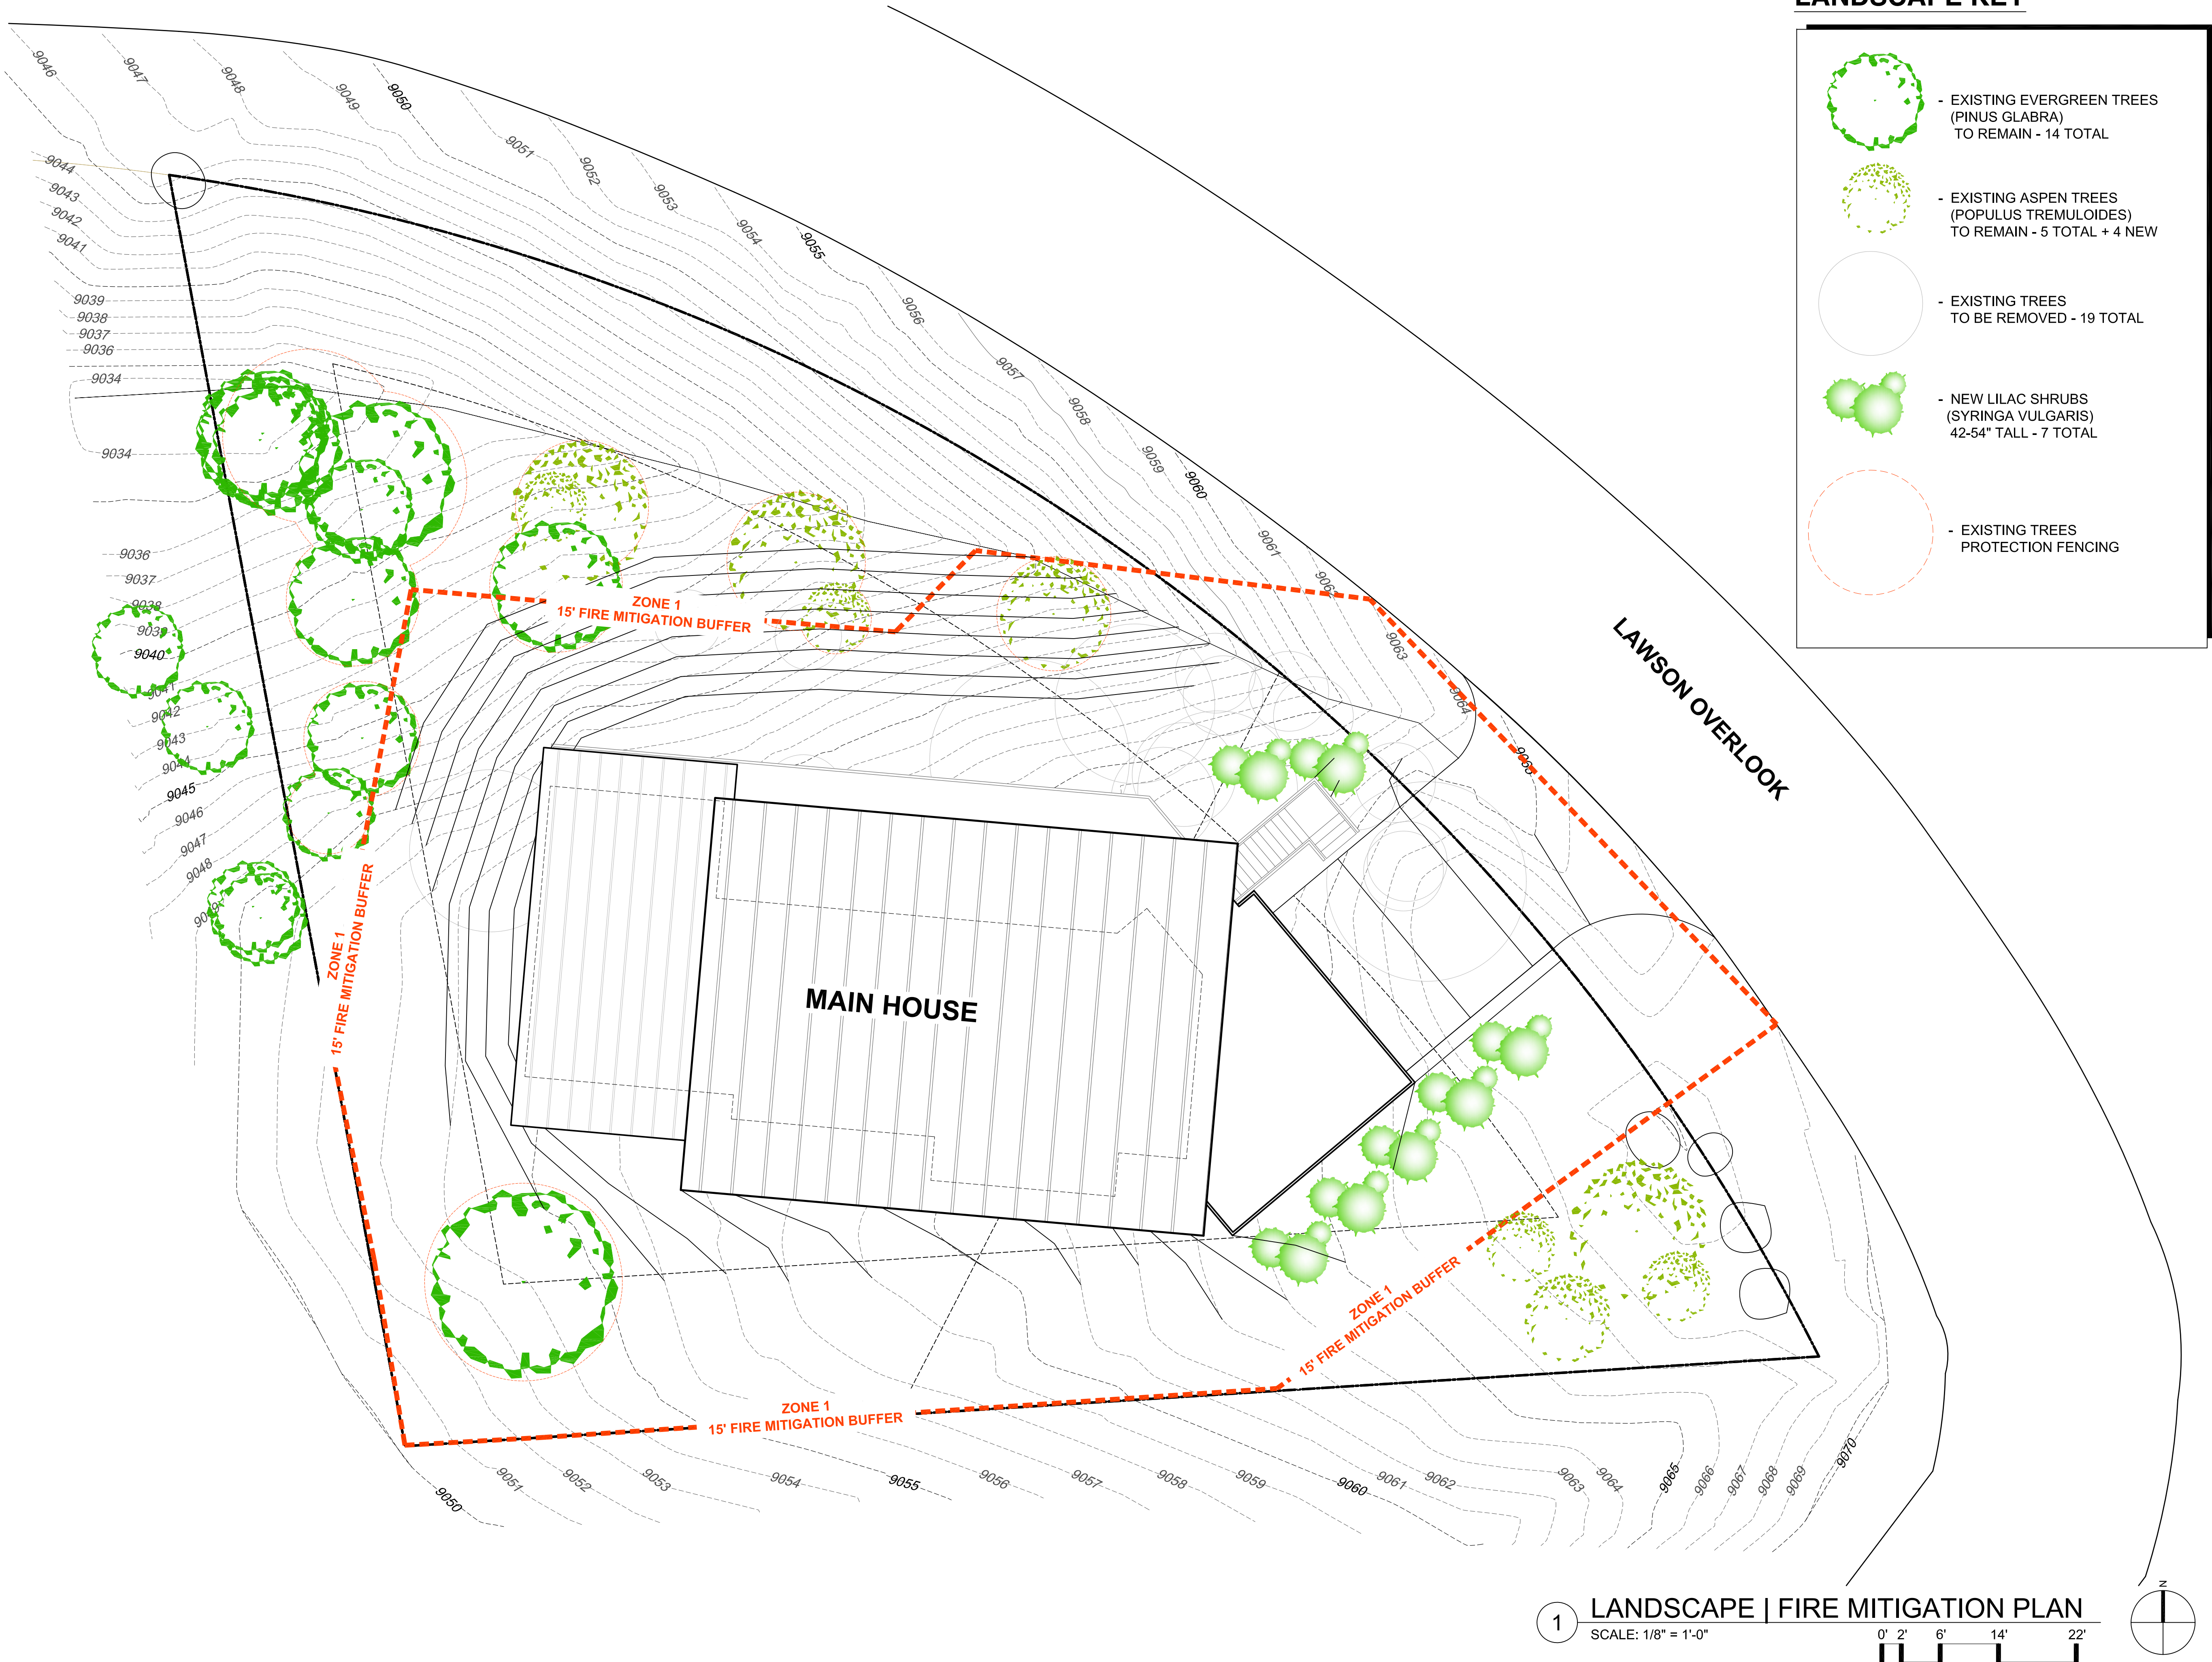 LANDSCAPE KEY
- EXISTING EVERGREEN TREES
(PINUS GLABRA)
TO REMAIN - 14 TOTAL
- EXISTING ASPEN TREES
(POPULUS TREMULOIDES)
TO REMAIN - 5 TOTAL + 4 NEW
- EXISTING TREES
TO BE REMOVED - 19 TOTAL
- NEW LILAC SHRUBS
(SYRINGA VULGARIS)
42-54" TALL - 7 TOTAL
- EXISTING TREES
PROTECTION FENCING
9046
9047
9048
9049
9050
9051
9052
9053
9054
9055
9056
9057
9058
9059
9060
9061
9063
9064
9044
9043
9042
9041
9039
9038
9037
9036
9034
9034
9036
9037
9038
9039
9040
9041
9042
9043
9044
9045
9046
9047
9048
ZONE 1
15' FIRE MITIGATION BUFFER
LAWSON OVERLOOK
ZONE 1
15' FIRE MITIGATION BUFFER
MAIN HOUSE
ZONE 1
15' FIRE MITIGATION BUFFER
ZONE 1
15' FIRE MITIGATION BUFFER
9050
9051
9052
9053
9054
9055
9056
9057
9058
9059
9060
9061
9062
9063
9064
9065
9066
9067
9068
9069
9070
1
LANDSCAPE | FIRE MITIGATION PLAN
SCALE: 1/8" = 1'-0"
0' 2' 6' 14' 22'
N